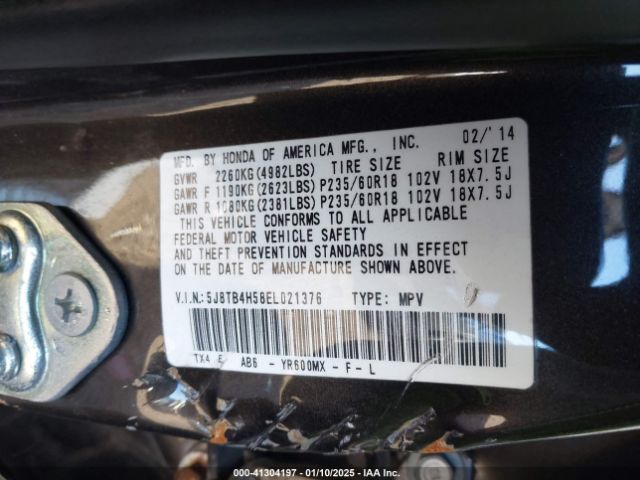 02/'14
MFD. BY HONDA OF AMERICA MFG., INC.
GVWR 2260KG(4982LBS) TIRE SIZE RIM SIZE
GAWR F 1190KG(2623LBS) P235/60R18 102V 18X7.5J
GAWR R 1080KG(2381LBS) P235/60R18 102V 18X7.5J
THIS VEHICLE CONFORMS TO ALL APPLICABLE
FEDERAL MOTOR VEHICLE SAFETY
AND THEFT PREVENTION STANDARDS IN EFFECT
ON THE DATE OF MANUFACTURE SHOWN ABOVE.
V.I.N.:5J8TB4H58EL021376 TYPE: MPV
TX4 E AB6 - YR600MX - F - L
000-41304197 - 01/10/2025 - IAA Inc.